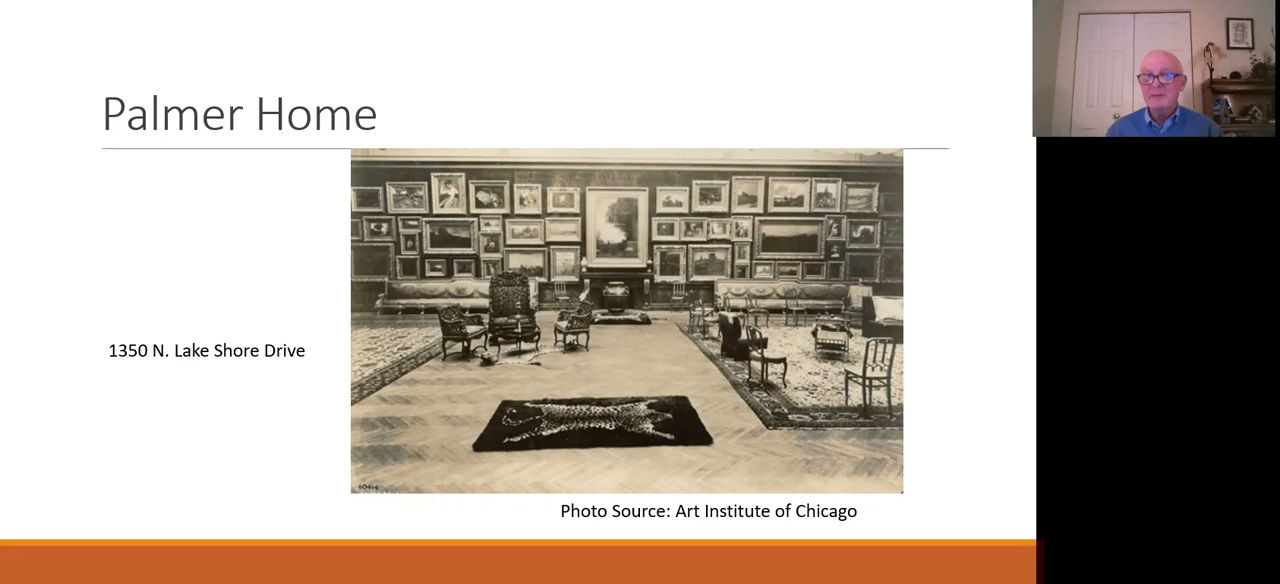 Palmer Home
1350 N. Lake Shore Drive
Photo Source: Art Institute of Chicago